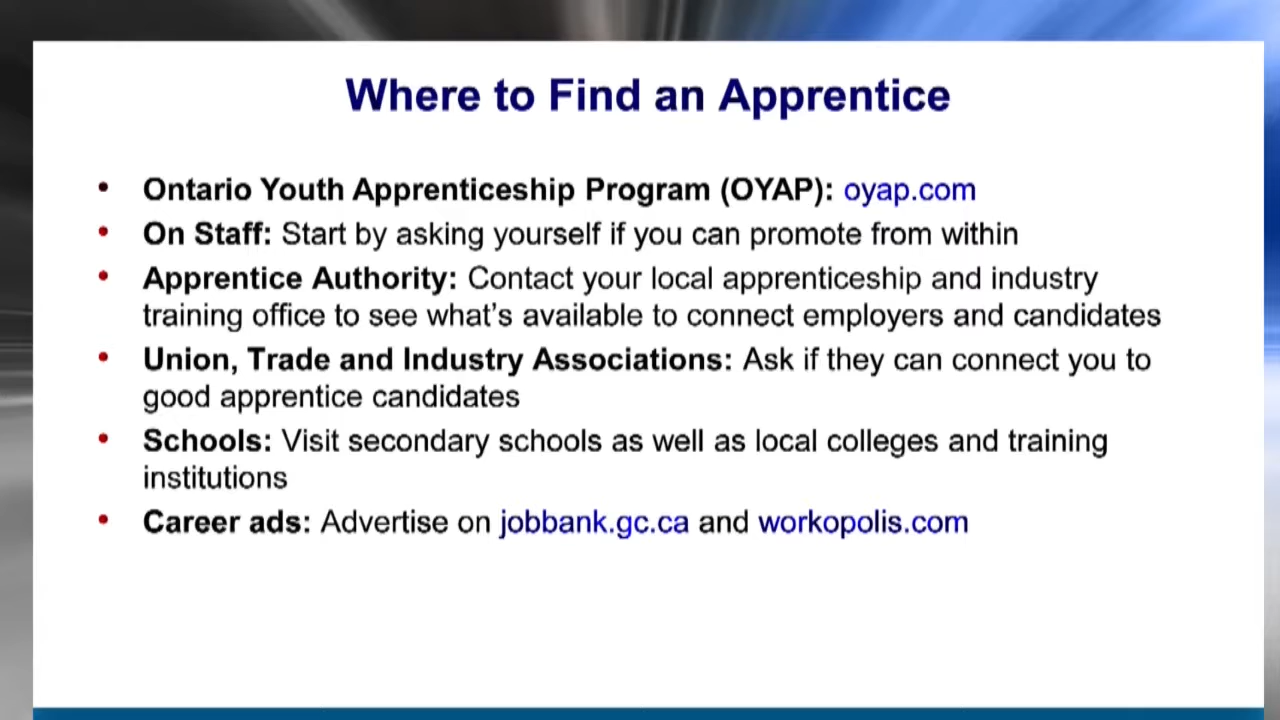 Where to Find an Apprentice
• Ontario Youth Apprenticeship Program (OYAP): oyap.com
• On Staff: Start by asking yourself if you can promote from within
• Apprentice Authority: Contact your local apprenticeship and industry
training office to see what’s available to connect employers and candidates
• Union, Trade and Industry Associations: Ask if they can connect you to
good apprentice candidates
• Schools: Visit secondary schools as well as local colleges and training
institutions
• Career ads: Advertise on jobbank.gc.ca and workopolis.com